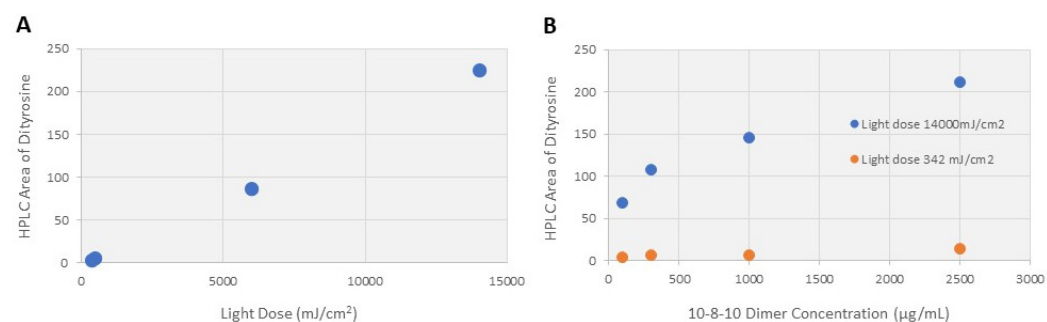 A
HPLC Area of Dityrosine
250
200
150
100
50
0
0
5000
10000
15000
Light Dose (mJ/cm²)
B
HPLC Area of Dityrosine
250
200
150
100
50
0
Light dose 14000mJ/cm2
Light dose 342 mJ/cm2
0
500
1000
1500
2000
2500
3000
10-8-10 Dimer Concentration (µg/mL)